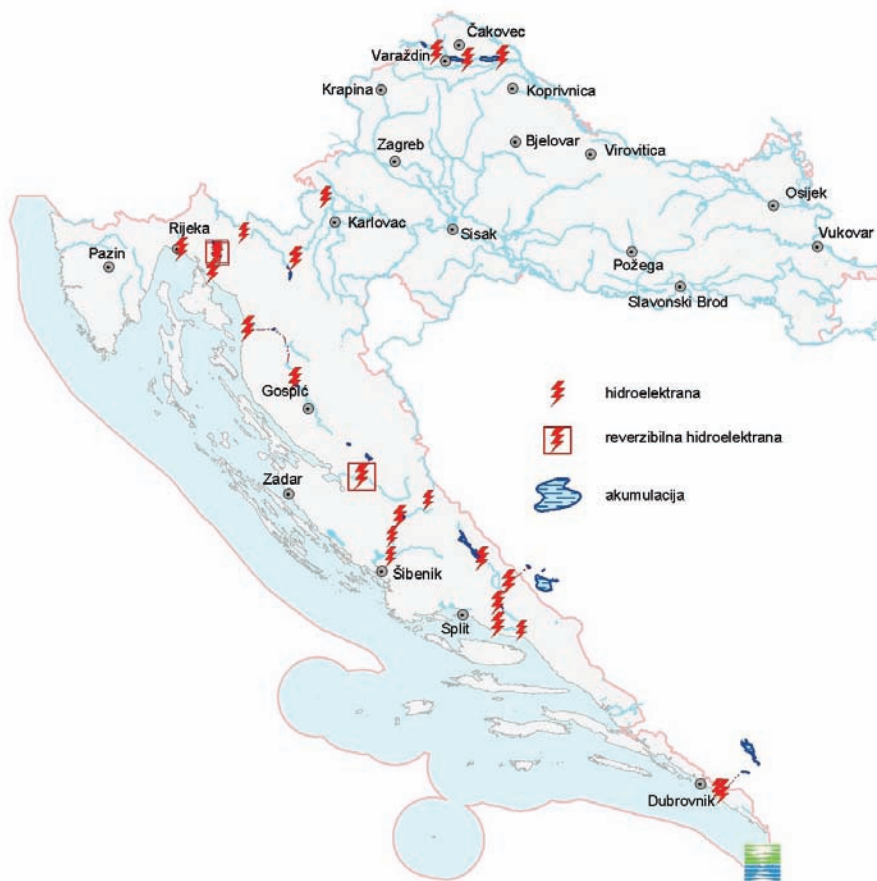 Čakovec
Varaždin
Krapina
Koprivnica
Zagreb
Bjelovar
Virovitica
Osijek
Rijeka
Karlovac
Sisak
Vukovar
Pazin
Požega
Slavonski Brod
Gospić
hidroelektrana
reverzibilna hidroelektrana
Zadar
akumulacija
Šibenik
Split
Dubrovnik